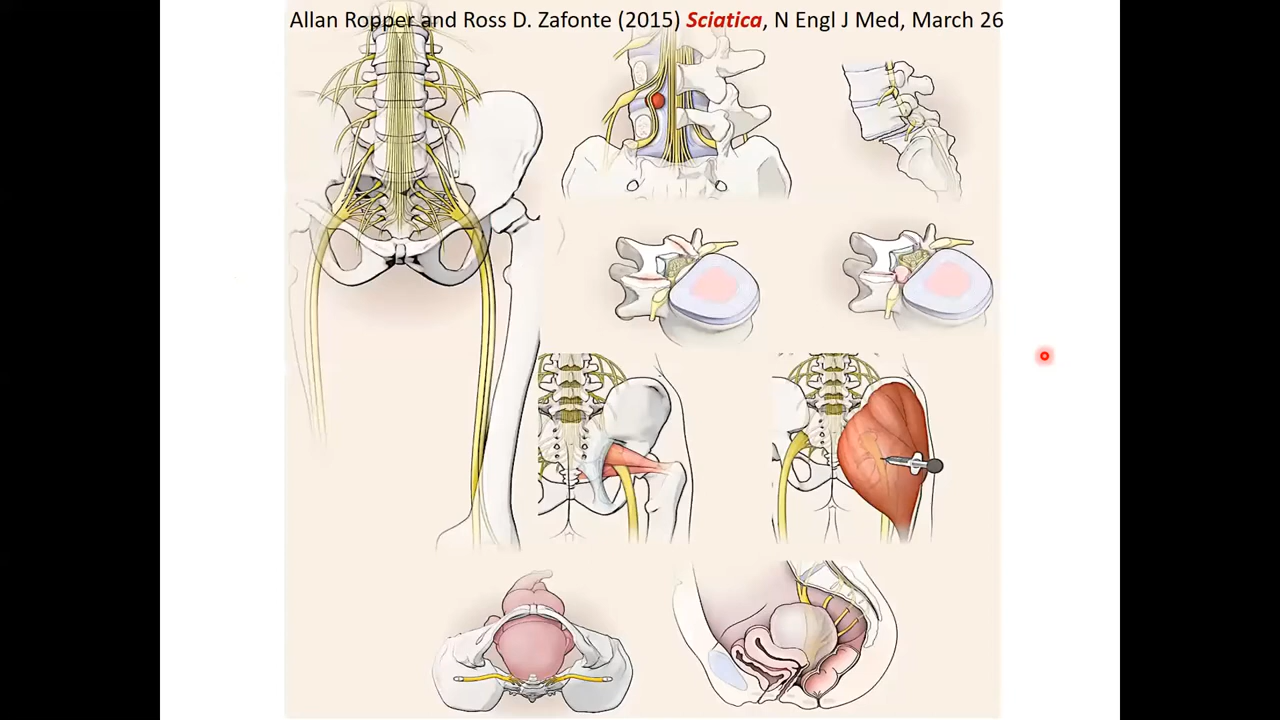 Allan Ropper and Ross D. Zafonte (2015) Sciatica, N Engl J Med, March 26